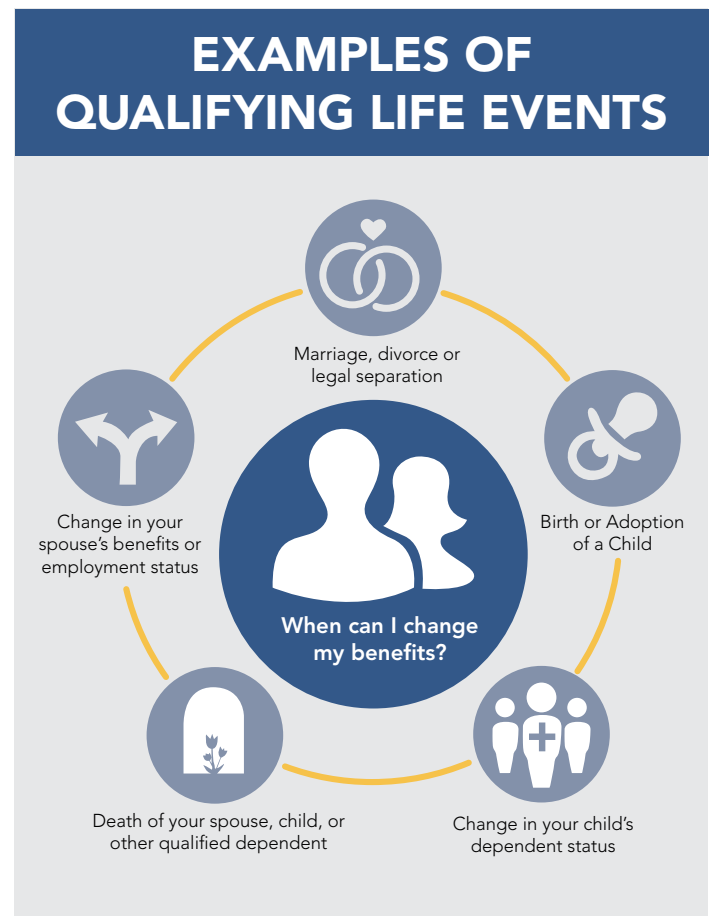 EXAMPLES OF
QUALIFYING LIFE EVENTS
Marriage, divorce or
legal separation
Birth or Adoption
of a Child
Change in your child's
dependent status
Death of your spouse, child, or
other qualified dependent
Change in your
spouse's benefits or
employment status
When can I change
my benefits?